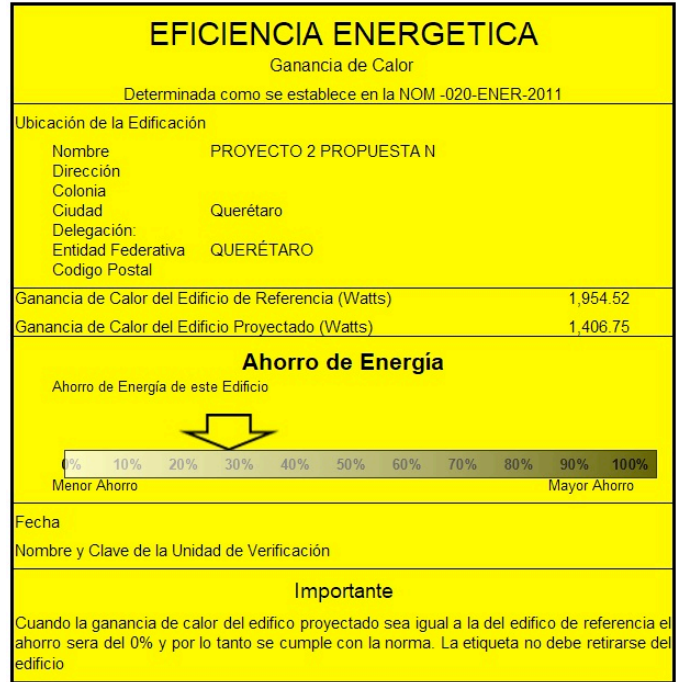 EFICIENCIA ENERGETICA
Ganancia de Calor
Determinada como se establece en la NOM -020-ENER-2011
Ubicación de la Edificación
Nombre PROYECTO 2 PROPUESTA N
Dirección
Colonia
Ciudad Querétaro
Delegación:
Entidad Federativa QUERÉTARO
Codigo Postal
Ganancia de Calor del Edificio de Referencia (Watts) 1,954.52
Ganancia de Calor del Edificio Proyectado (Watts) 1,406.75
Ahorro de Energía
Ahorro de Energía de este Edificio
0% 10% 20% 30% 40% 50% 60% 70% 80% 90% 100%
Menor Ahorro Mayor Ahorro
Fecha
Nombre y Clave de la Unidad de Verificación
Importante
Cuando la ganancia de calor del edifico proyectado sea igual a la del edifico de referencia el
ahorro sera del 0% y por lo tanto se cumple con la norma. La etiqueta no debe retirarse del
edificio